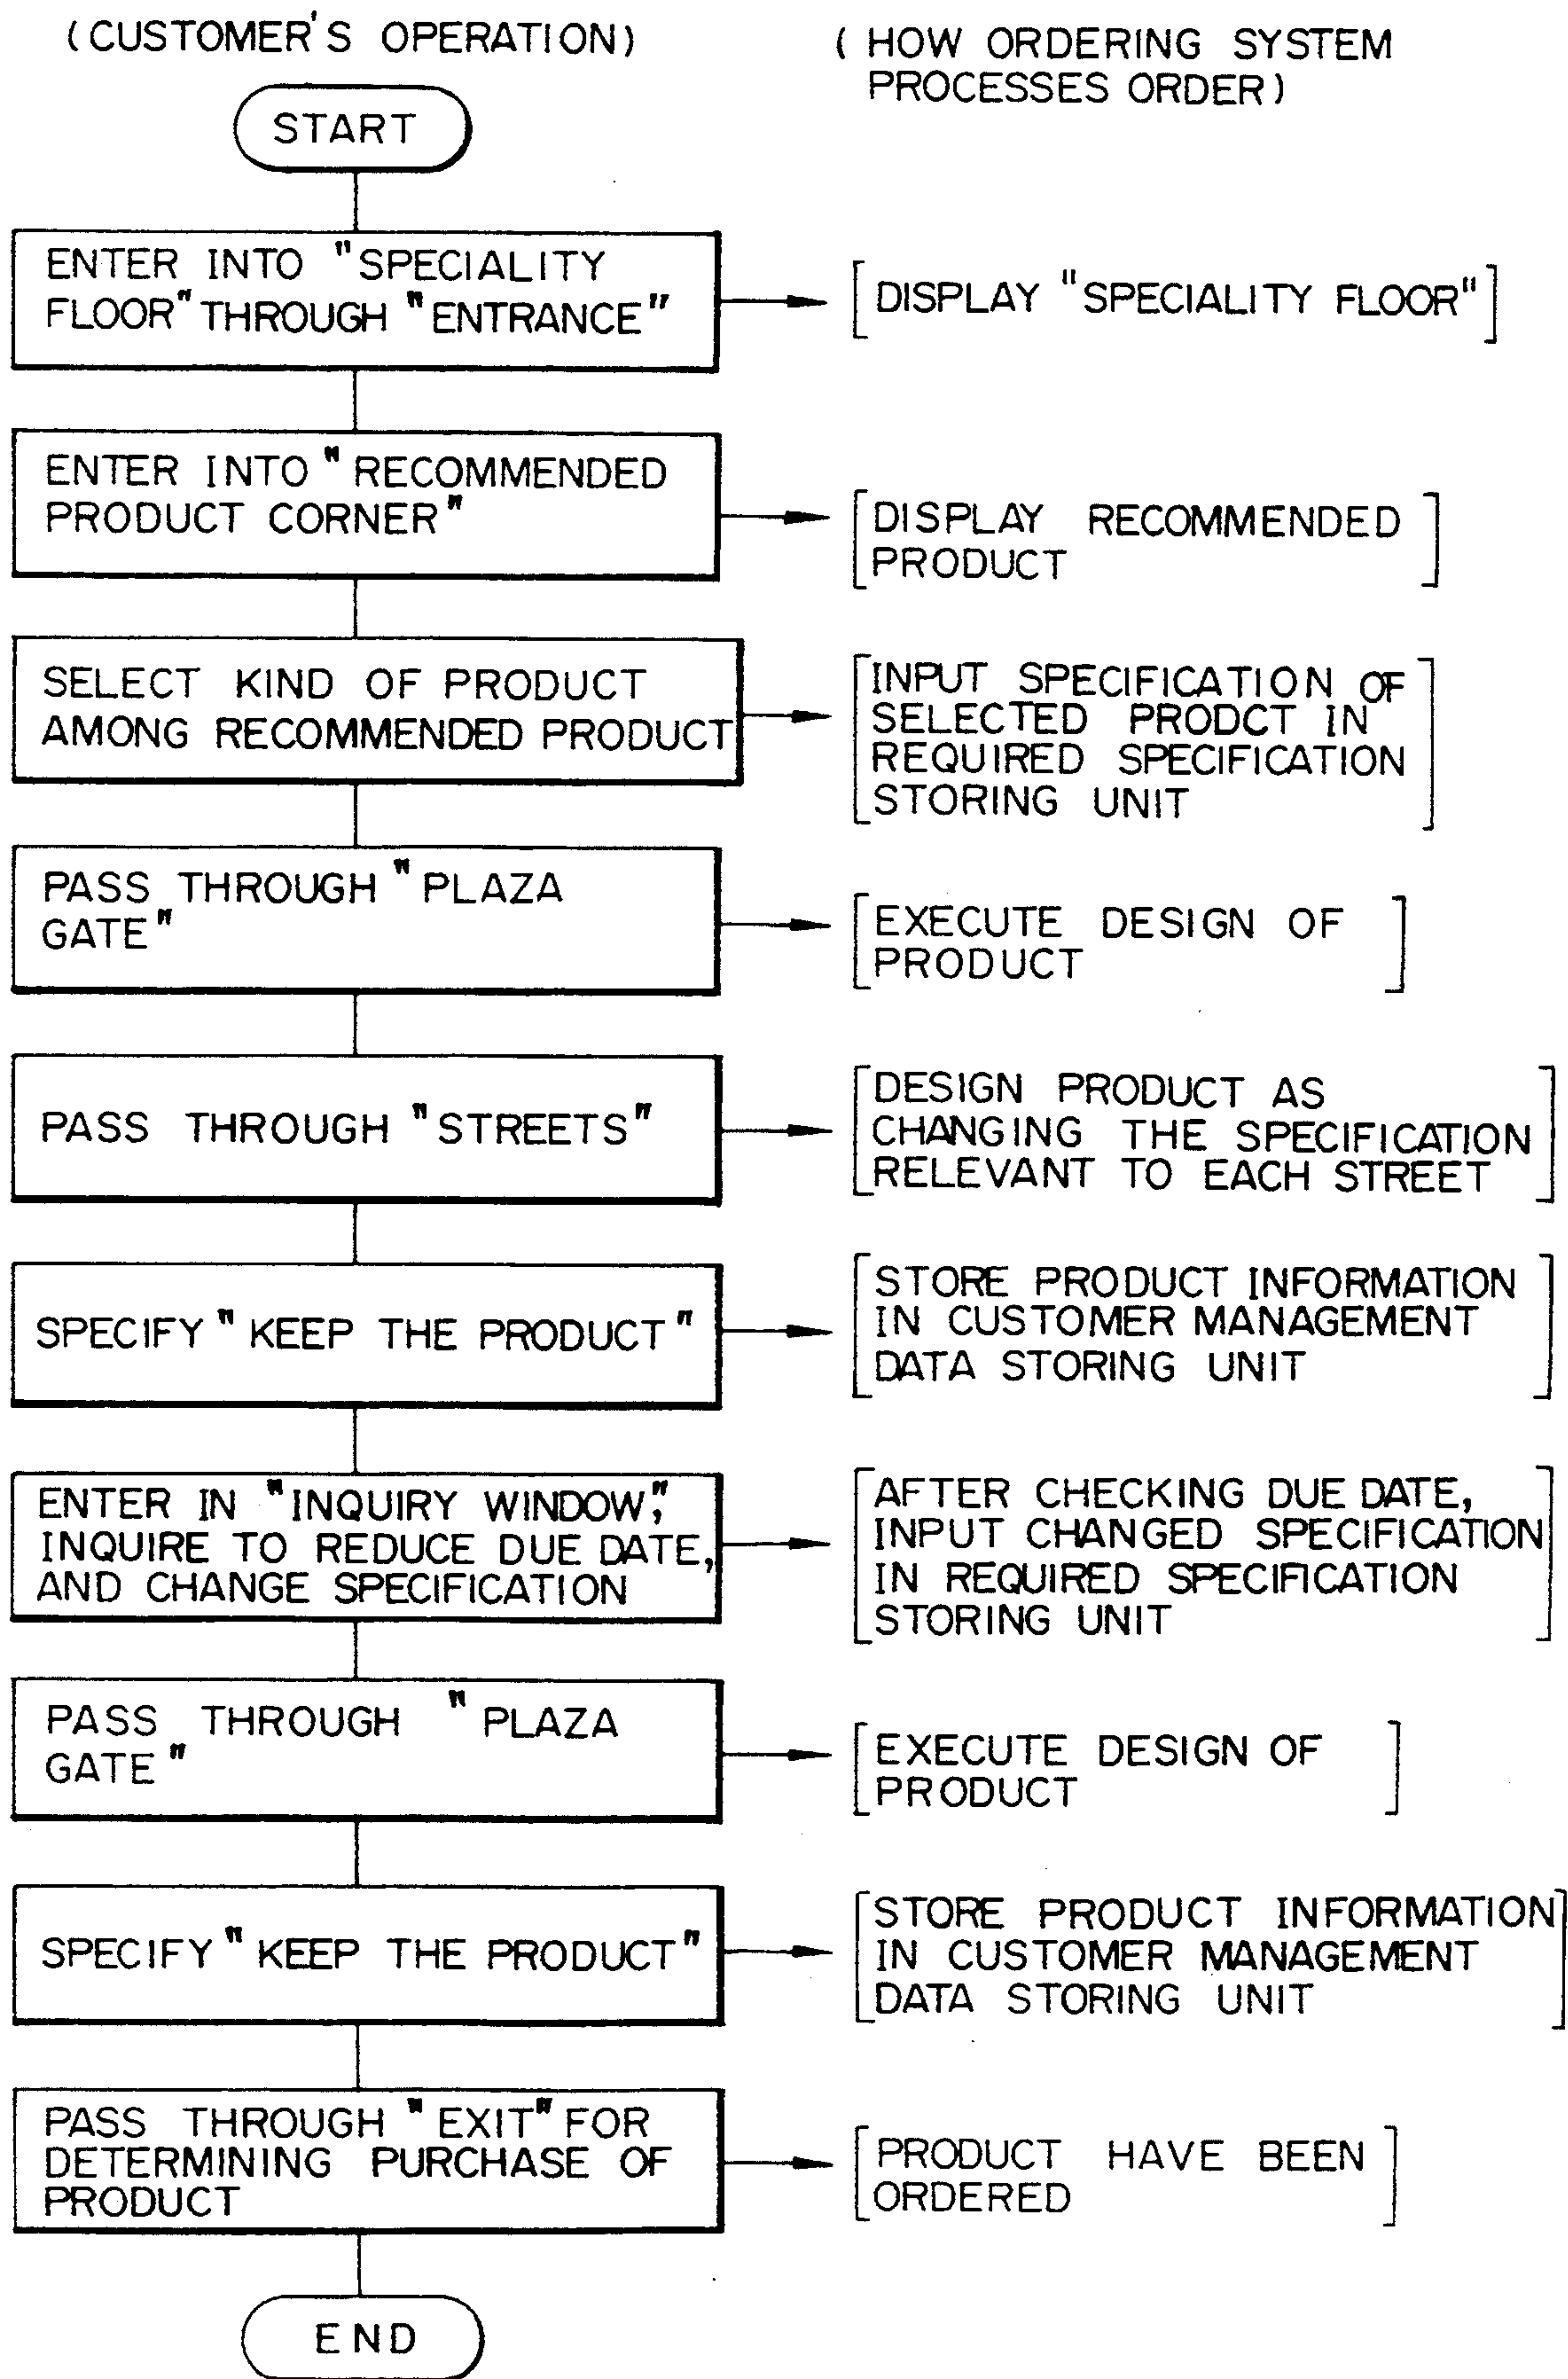 (CUSTOMER'S OPERATION)
( HOW ORDERING SYSTEM
PROCESSES ORDER)
START
ENTER INTO "SPECIALITY
FLOOR" THROUGH "ENTRANCE"
[DISPLAY "SPECIALITY FLOOR"]
ENTER INTO "RECOMMENDED
PRODUCT CORNER"
[DISPLAY RECOMMENDED
PRODUCT]
SELECT KIND OF PRODUCT
AMONG RECOMMENDED PRODUCT
[INPUT SPECIFICATION OF
SELECTED PRODCT IN
REQUIRED SPECIFICATION
STORING UNIT]
PASS THROUGH "PLAZA
GATE"
[EXECUTE DESIGN OF
PRODUCT]
PASS THROUGH "STREETS"
[DESIGN PRODUCT AS
CHANGING THE SPECIFICATION
RELEVANT TO EACH STREET]
SPECIFY "KEEP THE PRODUCT"
[STORE PRODUCT INFORMATION
IN CUSTOMER MANAGEMENT
DATA STORING UNIT]
ENTER IN "INQUIRY WINDOW,"
INQUIRE TO REDUCE DUE DATE,
AND CHANGE SPECIFICATION
[AFTER CHECKING DUE DATE,
INPUT CHANGED SPECIFICATION
IN REQUIRED SPECIFICATION
STORING UNIT]
PASS THROUGH "PLAZA
GATE"
[EXECUTE DESIGN OF
PRODUCT]
SPECIFY "KEEP THE PRODUCT"
[STORE PRODUCT INFORMATION
IN CUSTOMER MANAGEMENT
DATA STORING UNIT]
PASS THROUGH "EXIT" FOR
DETERMINING PURCHASE OF
PRODUCT
[PRODUCT HAVE BEEN
ORDERED]
END